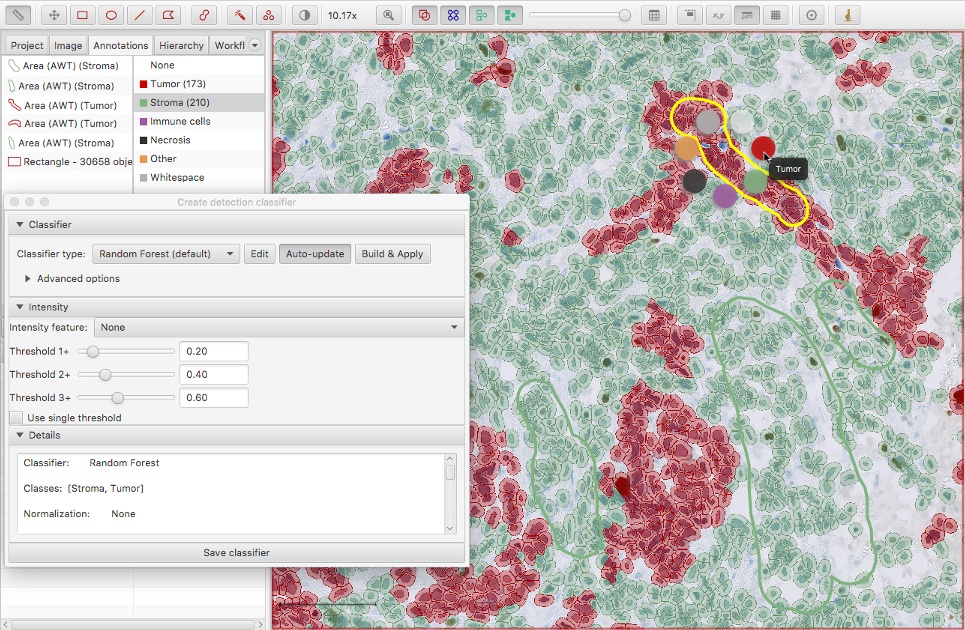 10.17x
x,y
Project Image Annotations Hierarchy Workfl
Area (AWT) (Stroma)
Area (AWT) (Stroma)
Area (AWT) (Tumor)
Area (AWT) (Tumor)
Area (AWT) (Stroma)
Rectangle - 30658 obje
None
Tumor (173)
Stroma (210)
Immune cells
Necrosis
Other
Whitespace
Tumor
Create detection classifier
Classifier
Classifier type: Random Forest (default) Edit Auto-update Build & Apply
Advanced options
Intensity
Intensity feature: None
Threshold 1+ 0.20
Threshold 2+ 0.40
Threshold 3+ 0.60
Use single threshold
Details
Classifier: Random Forest
Classes: [Stroma, Tumor]
Normalization: None
Save classifier